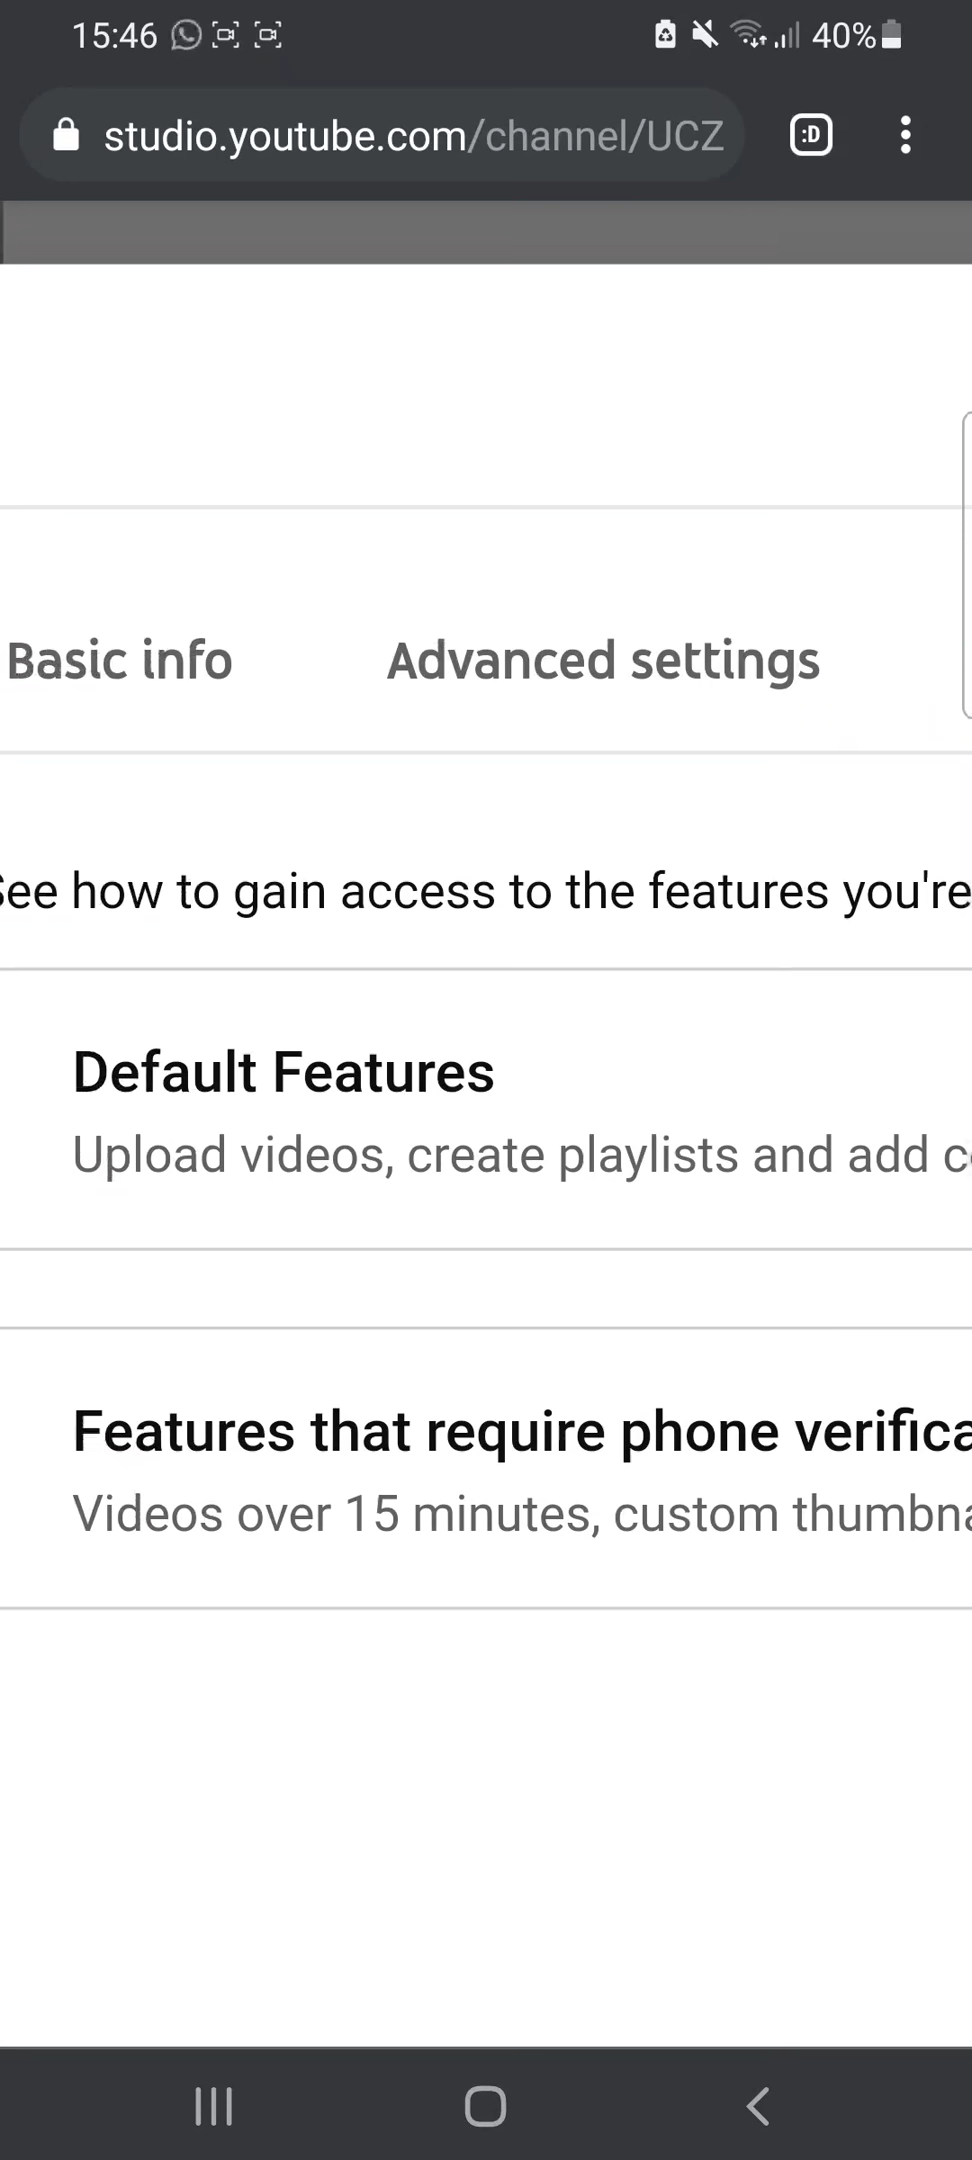 15:46 40%
studio.youtube.com/channel/UCZ :D
Basic info Advanced settings
See how to gain access to the features you're
Default Features
Upload videos, create playlists and add
Features that require phone verifica
Videos over 15 minutes, custom thumbna